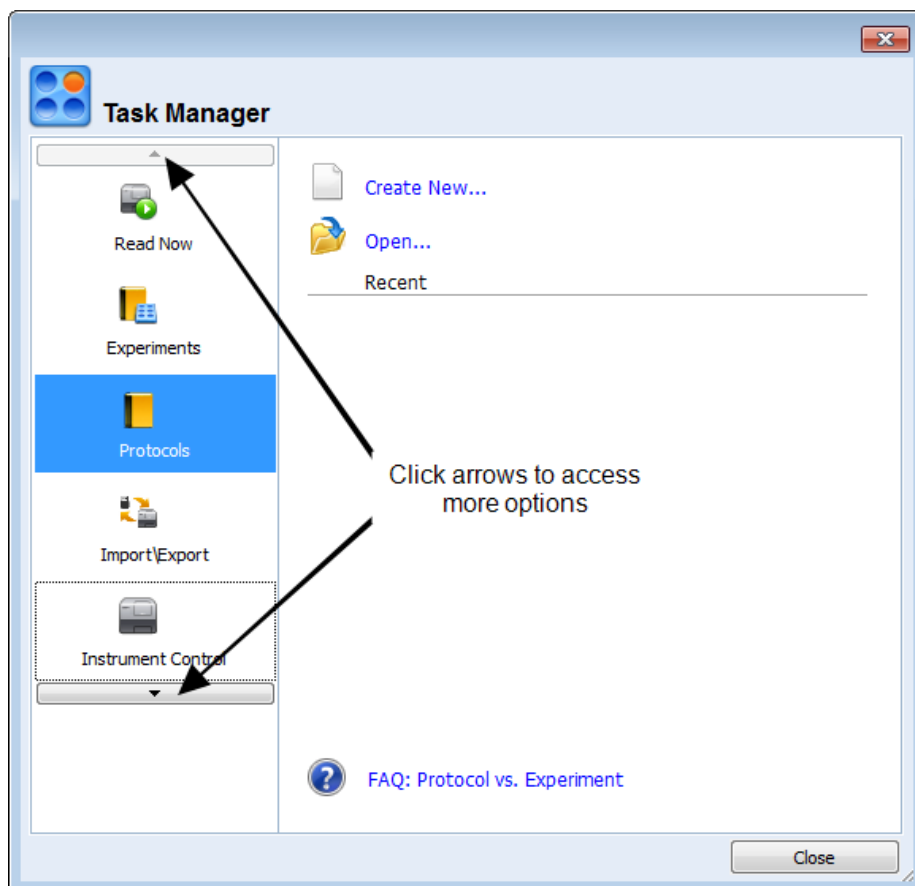 Task Manager
Read Now
Experiments
Protocols
Import\Export
Instrument Control
Create New...
Open...
Recent
Click arrows to access
more options
FAQ: Protocol vs. Experiment
Close